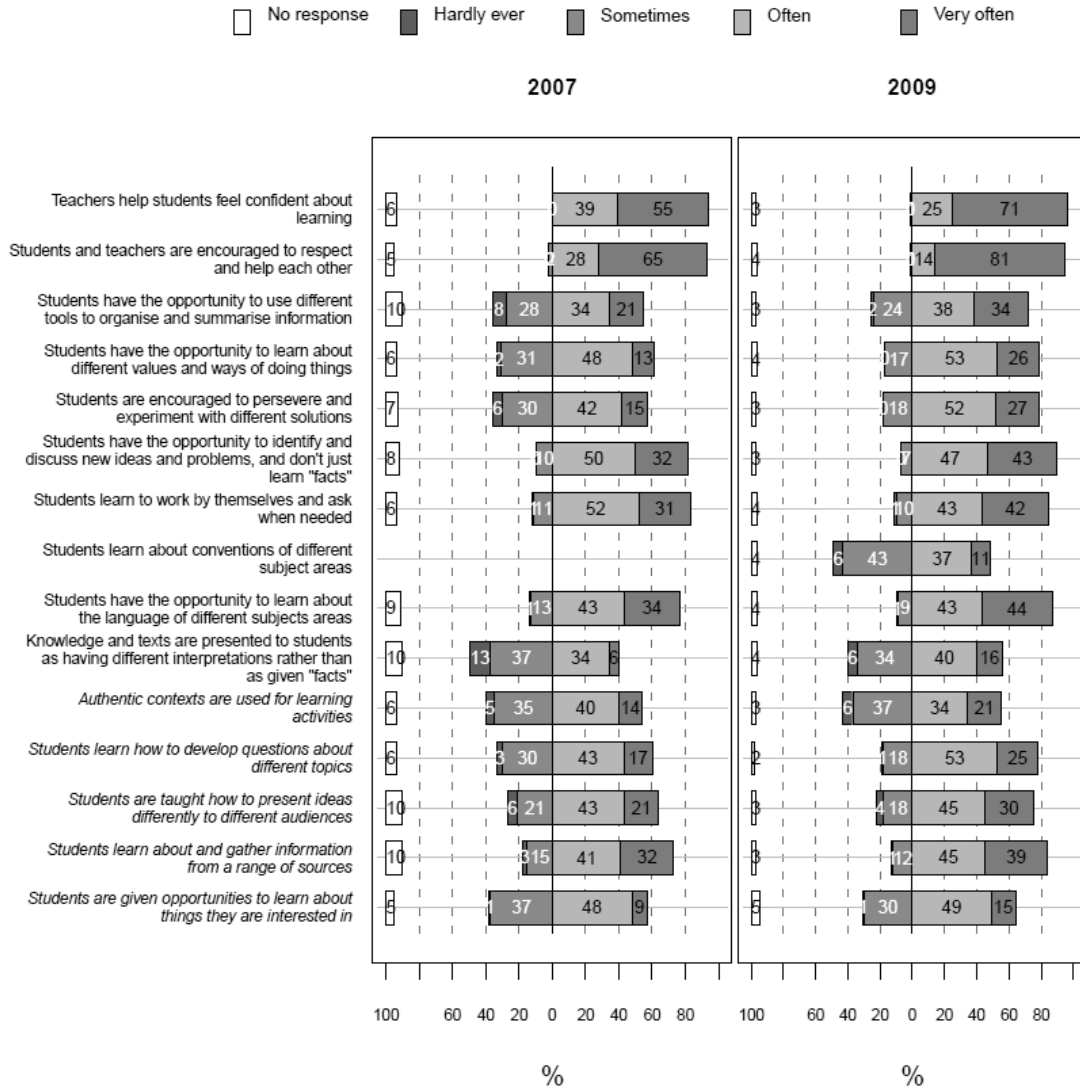 No response Hardly ever Sometimes Often Very often
2007 2009
Teachers help students feel confident about
learning
6 0 39 55 3 25 71
Students and teachers are encouraged to respect
and help each other
5 2 28 65 4 14 81
Students have the opportunity to use different
tools to organise and summarise information
10 8 28 34 21 3 2 24 38 34
Students have the opportunity to learn about
different values and ways of doing things
6 2 31 48 13 4 0 17 53 26
Students are encouraged to persevere and
experiment with different solutions
7 6 30 42 15 3 0 18 52 27
Students have the opportunity to identify and
discuss new ideas and problems, and don't just
learn "facts"
8 10 50 32 3 7 47 43
Students learn to work by themselves and ask
when needed
6 1 11 52 31 4 1 10 43 42
Students learn about conventions of different
subject areas
4 6 43 37 11
Students have the opportunity to learn about
the language of different subjects areas
9 1 13 43 34 4 1 9 43 44
Knowledge and texts are presented to students
as having different interpretations rather than
as given "facts"
10 13 37 34 6 4 6 34 40 16
Authentic contexts are used for learning
activities
6 5 35 40 14 3 6 37 34 21
Students learn how to develop questions about
different topics
6 3 30 43 17 2 1 18 53 25
Students are taught how to present ideas
differently to different audiences
10 6 21 43 21 3 4 18 45 30
Students learn about and gather information
from a range of sources
10 3 15 41 32 3 1 12 45 39
Students are given opportunities to learn about
things they are interested in
5 1 37 48 9 5 1 30 49 15
100 60 40 20 0 20 40 60 80 100 60 40 20 0 20 40 60 80
% %